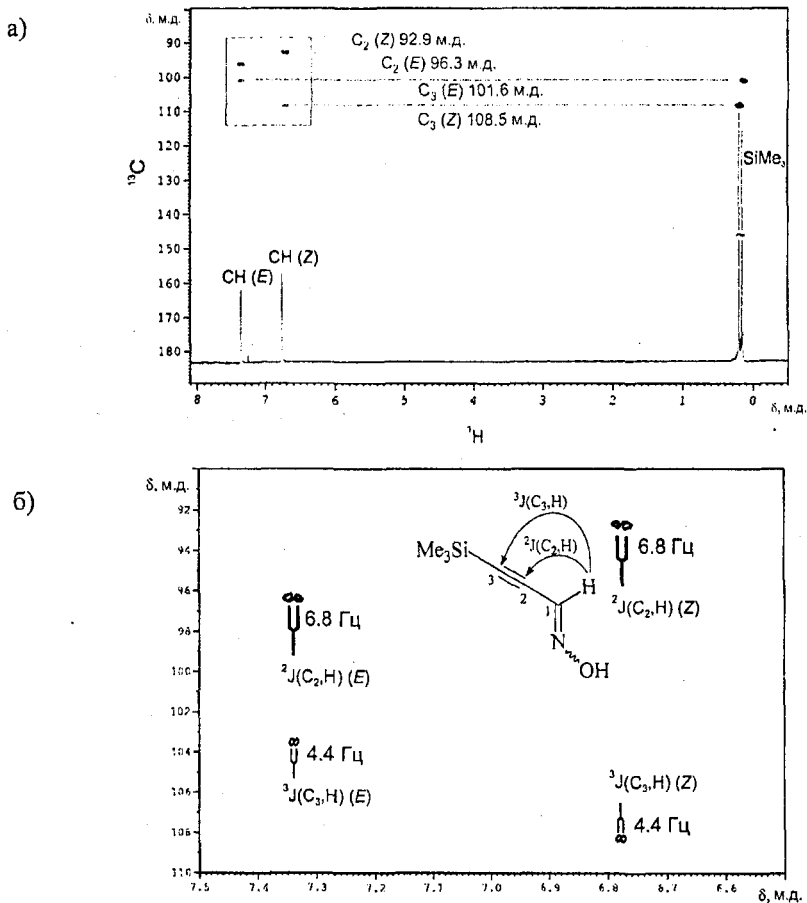 а)
δ, м.д.
90
100
110
120
130
140
150
160
170
180
¹³C
C₂ (Z) 92.9 м.д.
C₂ (E) 96.3 м.д.
C₃ (E) 101.6 м.д.
C₃ (Z) 108.5 м.д.
SiMe₃
CH (E)
CH (Z)
8 7 6 5 4 3 2 1 0 δ, м.д.
¹H
б)
δ, м.д.
92
94
96
98
100
102
104
106
108
110
³J(C₃,H)
²J(C₂,H)
Me₃Si
3
2
1
H
N
OH
6.8 Гц
²J(C₂,H) (Z)
6.8 Гц
²J(C₂,H) (E)
4.4 Гц
³J(C₃,H) (E)
³J(C₃,H) (Z)
4.4 Гц
7.5 7.4 7.3 7.2 7.1 7.0 6.9 6.8 6.7 6.6
δ, м.д.